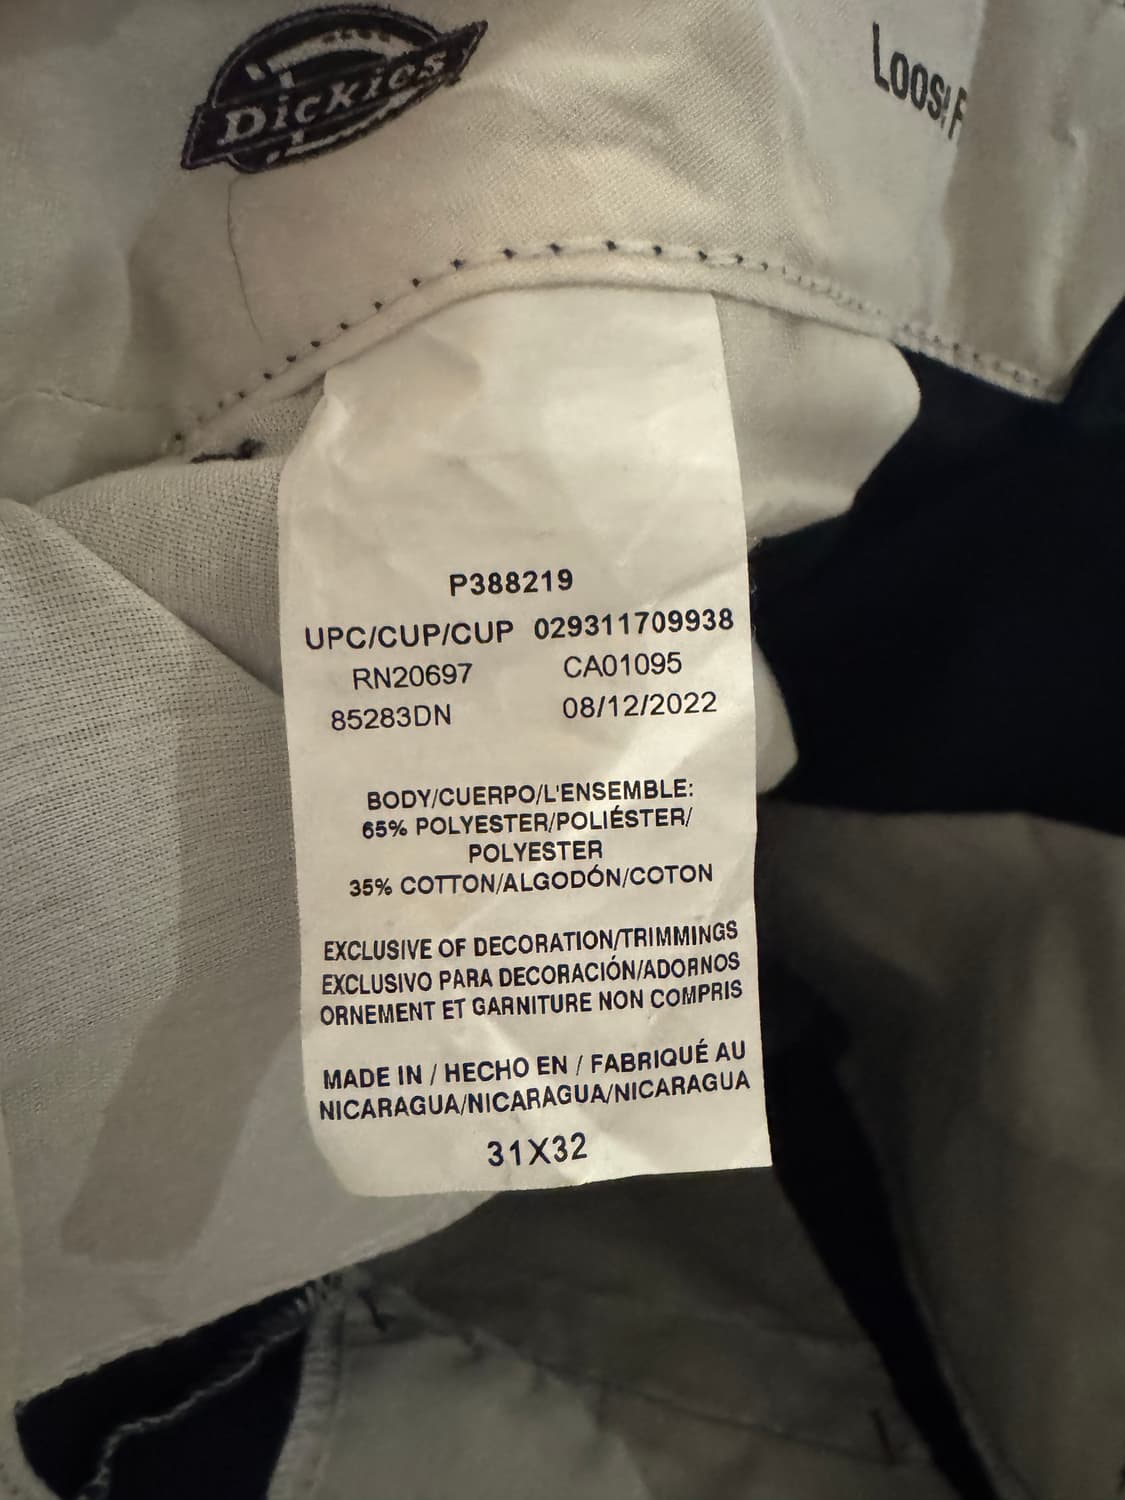 Dickies
LOOSE F
P388219
UPC/CUP/CUP 029311709938
RN20697 CA01095
85283DN 08/12/2022
BODY/CUERPO/L'ENSEMBLE:
65% POLYESTER/POLIÉSTER/
POLYESTER
35% COTTON/ALGODÓN/COTON
EXCLUSIVE OF DECORATION/TRIMMINGS
EXCLUSIVO PARA DECORACIÓN/ADORNOS
ORNEMENT ET GARNITURE NON COMPRIS
MADE IN / HECHO EN / FABRIQUÉ AU
NICARAGUA/NICARAGUA/NICARAGUA
31X32